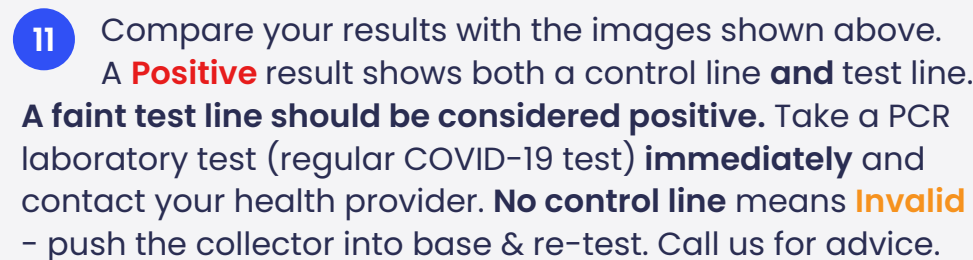 11 Compare your results with the images shown above.
A Positive result shows both a control line and test line.
A faint test line should be considered positive. Take a PCR
laboratory test (regular COVID-19 test) immediately and
contact your health provider. No control line means Invalid
- push the collector into base & re-test. Call us for advice.